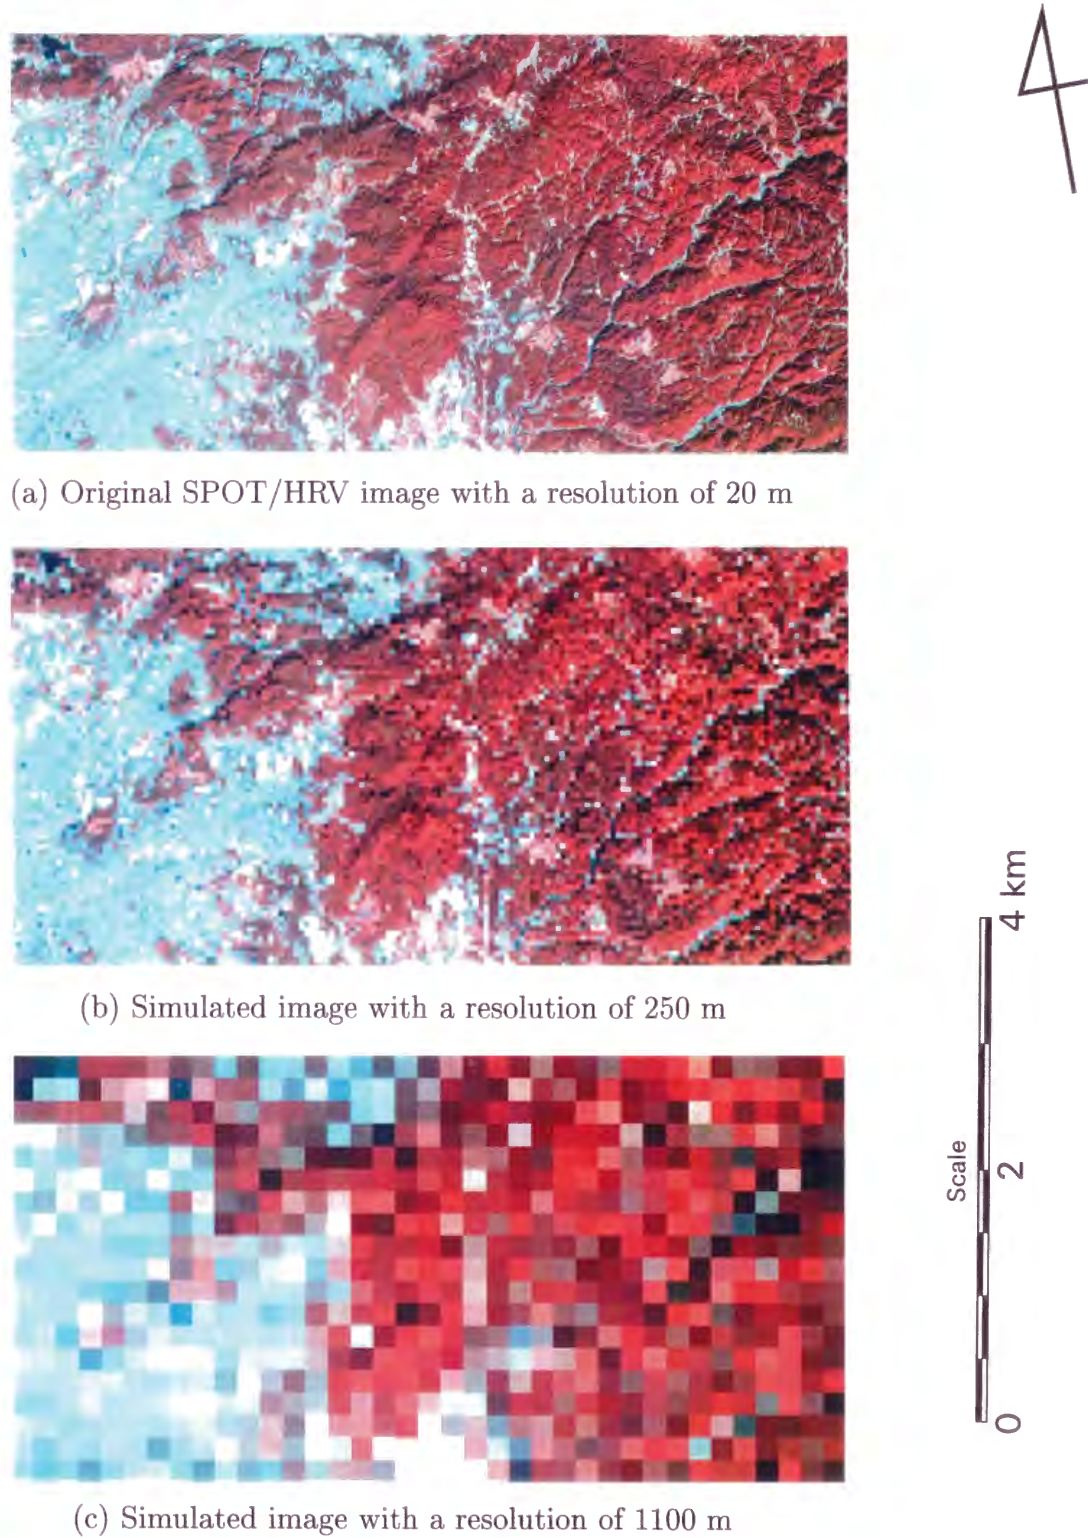 (a) Original SPOT/HRV image with a resolution of 20 m
(b) Simulated image with a resolution of 250 m
(c) Simulated image with a resolution of 1100 m
Scale
0 2 4 km